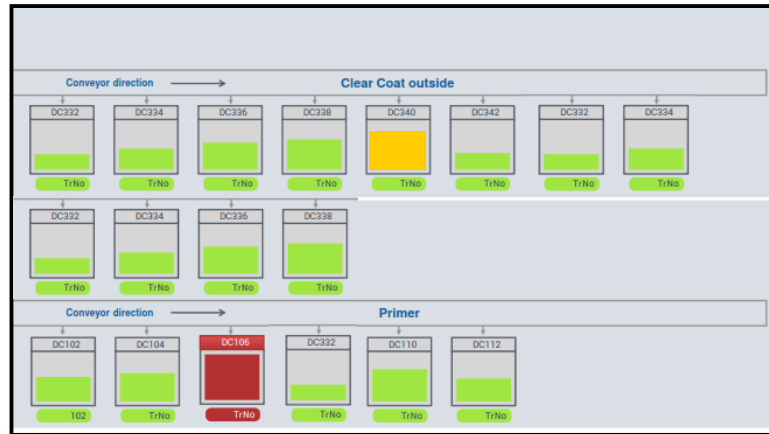 Conveyor direction Clear Coat outside
DC332 DC334 DC336 DC338 DC340 DC342 DC332 DC334
TrNo TrNo TrNo TrNo TrNo TrNo TrNo TrNo
DC332 DC334 DC336 DC338
TrNo TrNo TrNo TrNo
Conveyor direction Primer
DC102 DC104 DC106 DC332 DC110 DC112
102 TrNo TrNo TrNo TrNo TrNo